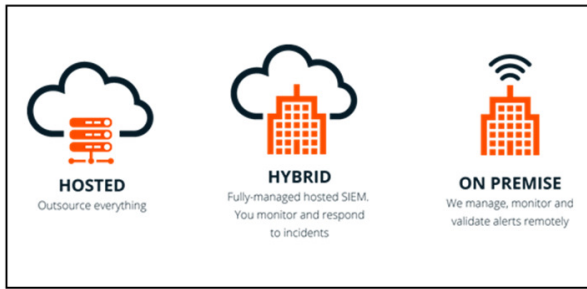 HOSTED
Outsource everything
HYBRID
Fully-managed hosted SIEM.
You monitor and respond
to incidents
ON PREMISE
We manage, monitor and
validate alerts remotely